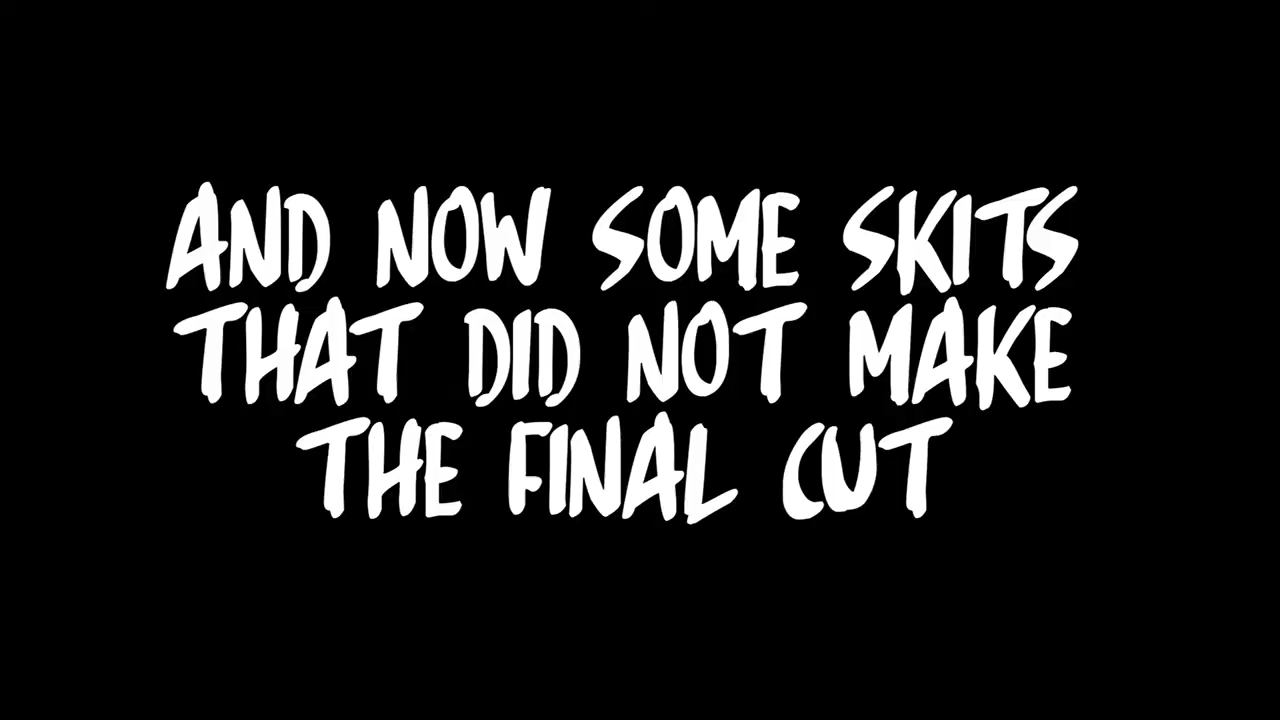 AND NOW SOME SKITS
THAT DID NOT MAKE
THE FINAL CUT